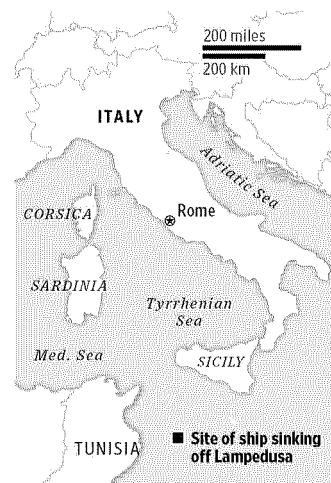 200 miles
200 km
ITALY
Adriatic Sea
Rome
CORSICA
SARDINIA
Tyrrhenian
Sea
Med. Sea
SICILY
TUNISIA
Site of ship sinking
off Lampedusa